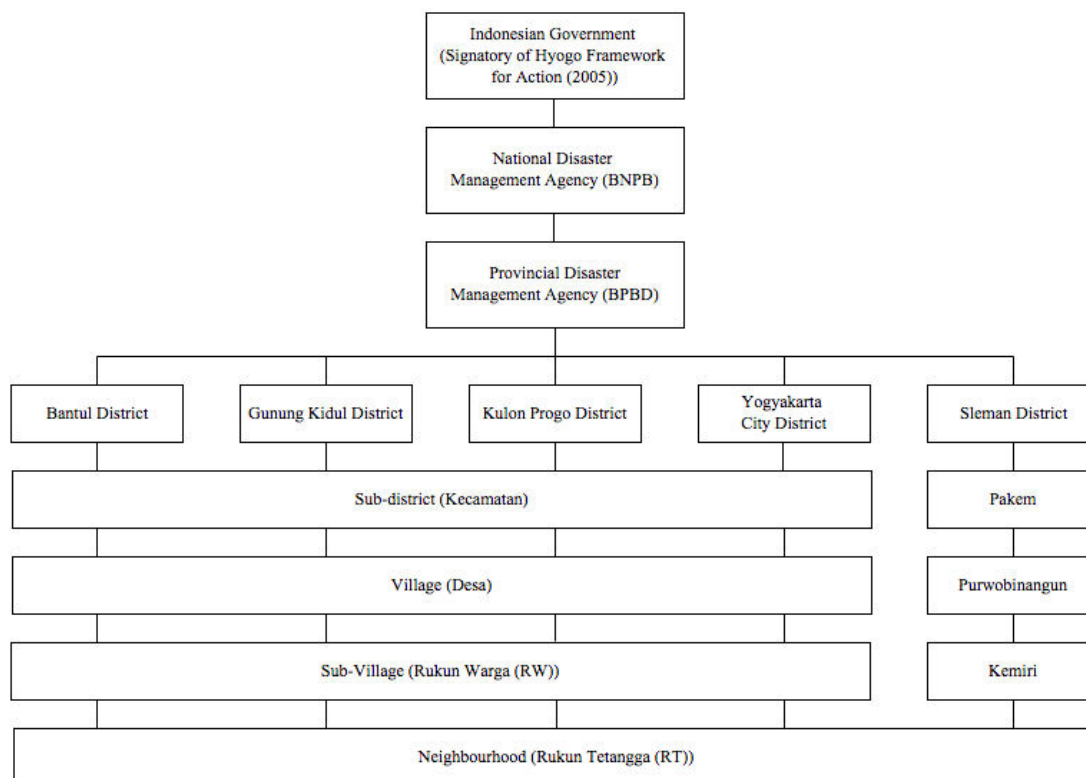 Indonesian Government
(Signatory of Hyogo Framework
for Action (2005))
National Disaster
Management Agency (BNPB)
Provincial Disaster
Management Agency (BPBD)
Bantul District
Gunung Kidul District
Kulon Progo District
Yogyakarta
City District
Sleman District
Sub-district (Kecamatan)
Pakem
Village (Desa)
Purwobinangun
Sub-Village (Rukun Warga (RW))
Kemiri
Neighbourhood (Rukun Tetangga (RT))